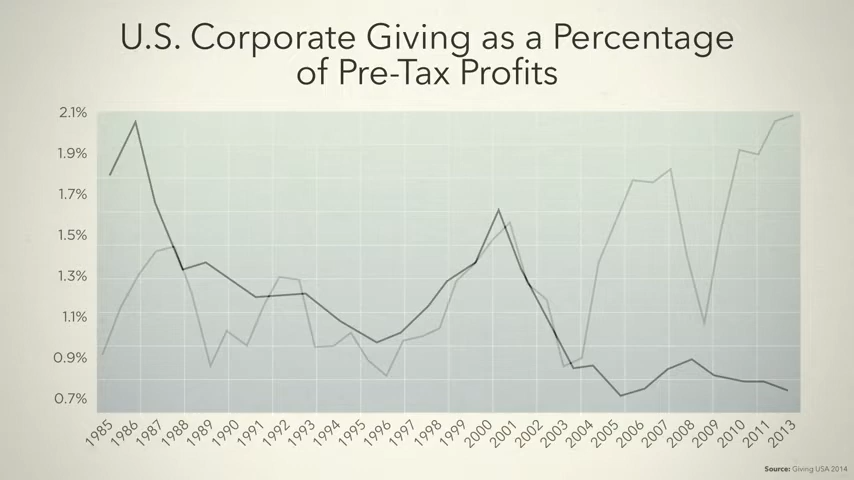 U.S. Corporate Giving as a Percentage
of Pre-Tax Profits
2.1%
1.9%
1.7%
1.5%
1.3%
1.1%
0.9%
0.7%
1985 1986 1987 1988 1989 1990 1991 1992 1993 1994 1995 1996 1997 1998 1999 2000 2001 2002 2003 2004 2005 2006 2007 2008 2009 2010 2011 2012 2013
Source: Giving USA 2014